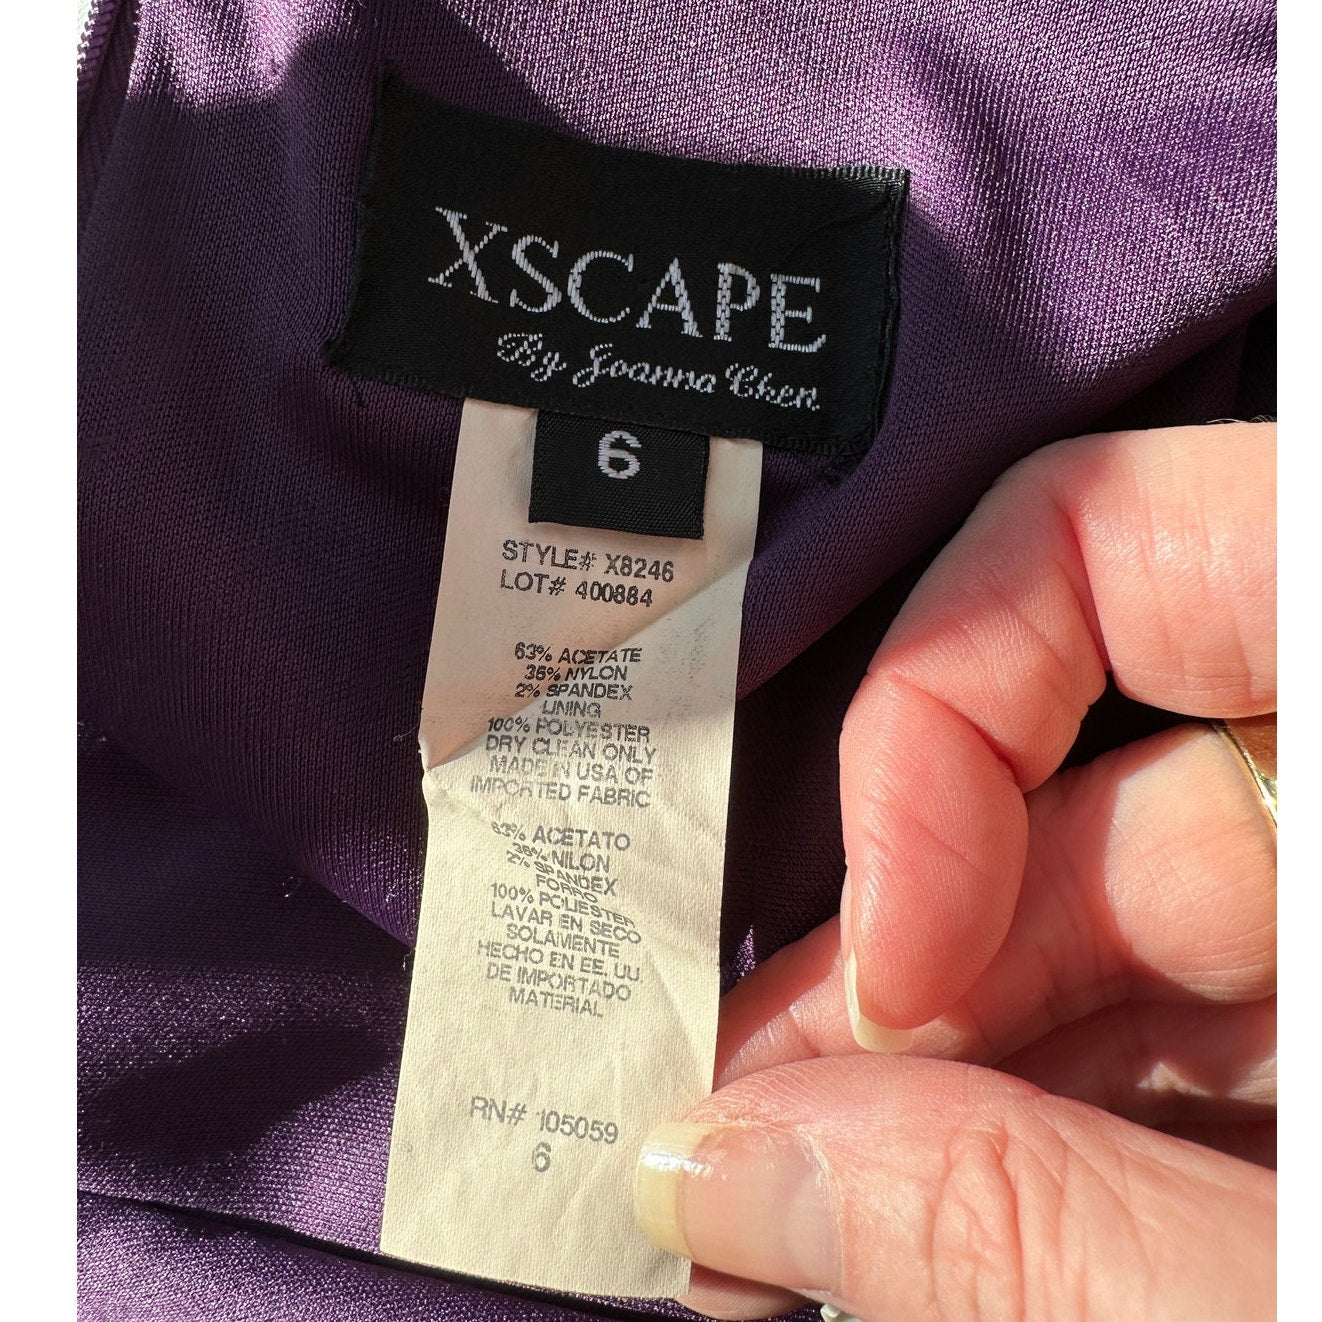 XSCAPE
By Joanna Chen
6
STYLE# X8246
LOT# 400884
63% ACETATE
35% NYLON
2% SPANDEX
LINING
100% POLYESTER
DRY CLEAN ONLY
MADE IN USA OF
IMPORTED FABRIC
63% ACETATO
35% NILON
2% SPANDEX
FORRO
100% POLIESTER
LAVAR EN SECO
SOLAMENTE
HECHO EN EE. UU.
DE IMPORTADO
MATERIAL
RN# 105059
6